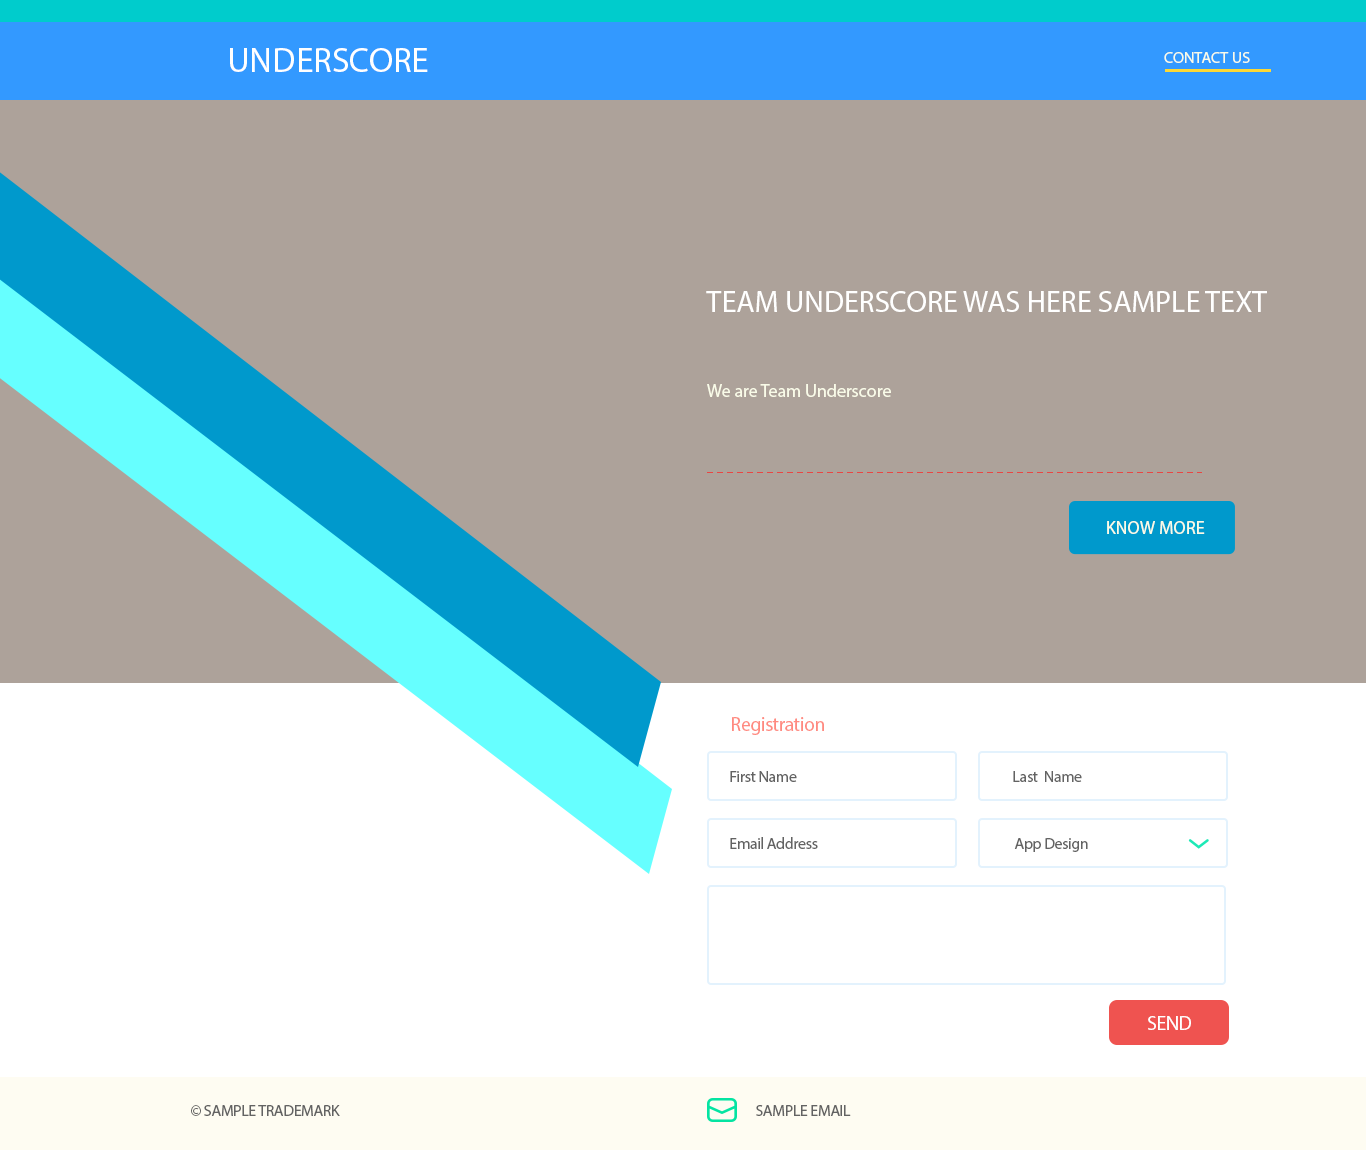 UNDERSCORE
CONTACT US
TEAM UNDERSCORE WAS HERE SAMPLE TEXT
We are Team Underscore
KNOW MORE
Registration
First Name
Last Name
Email Address
App Design
SEND
© SAMPLE TRADEMARK
SAMPLE EMAIL